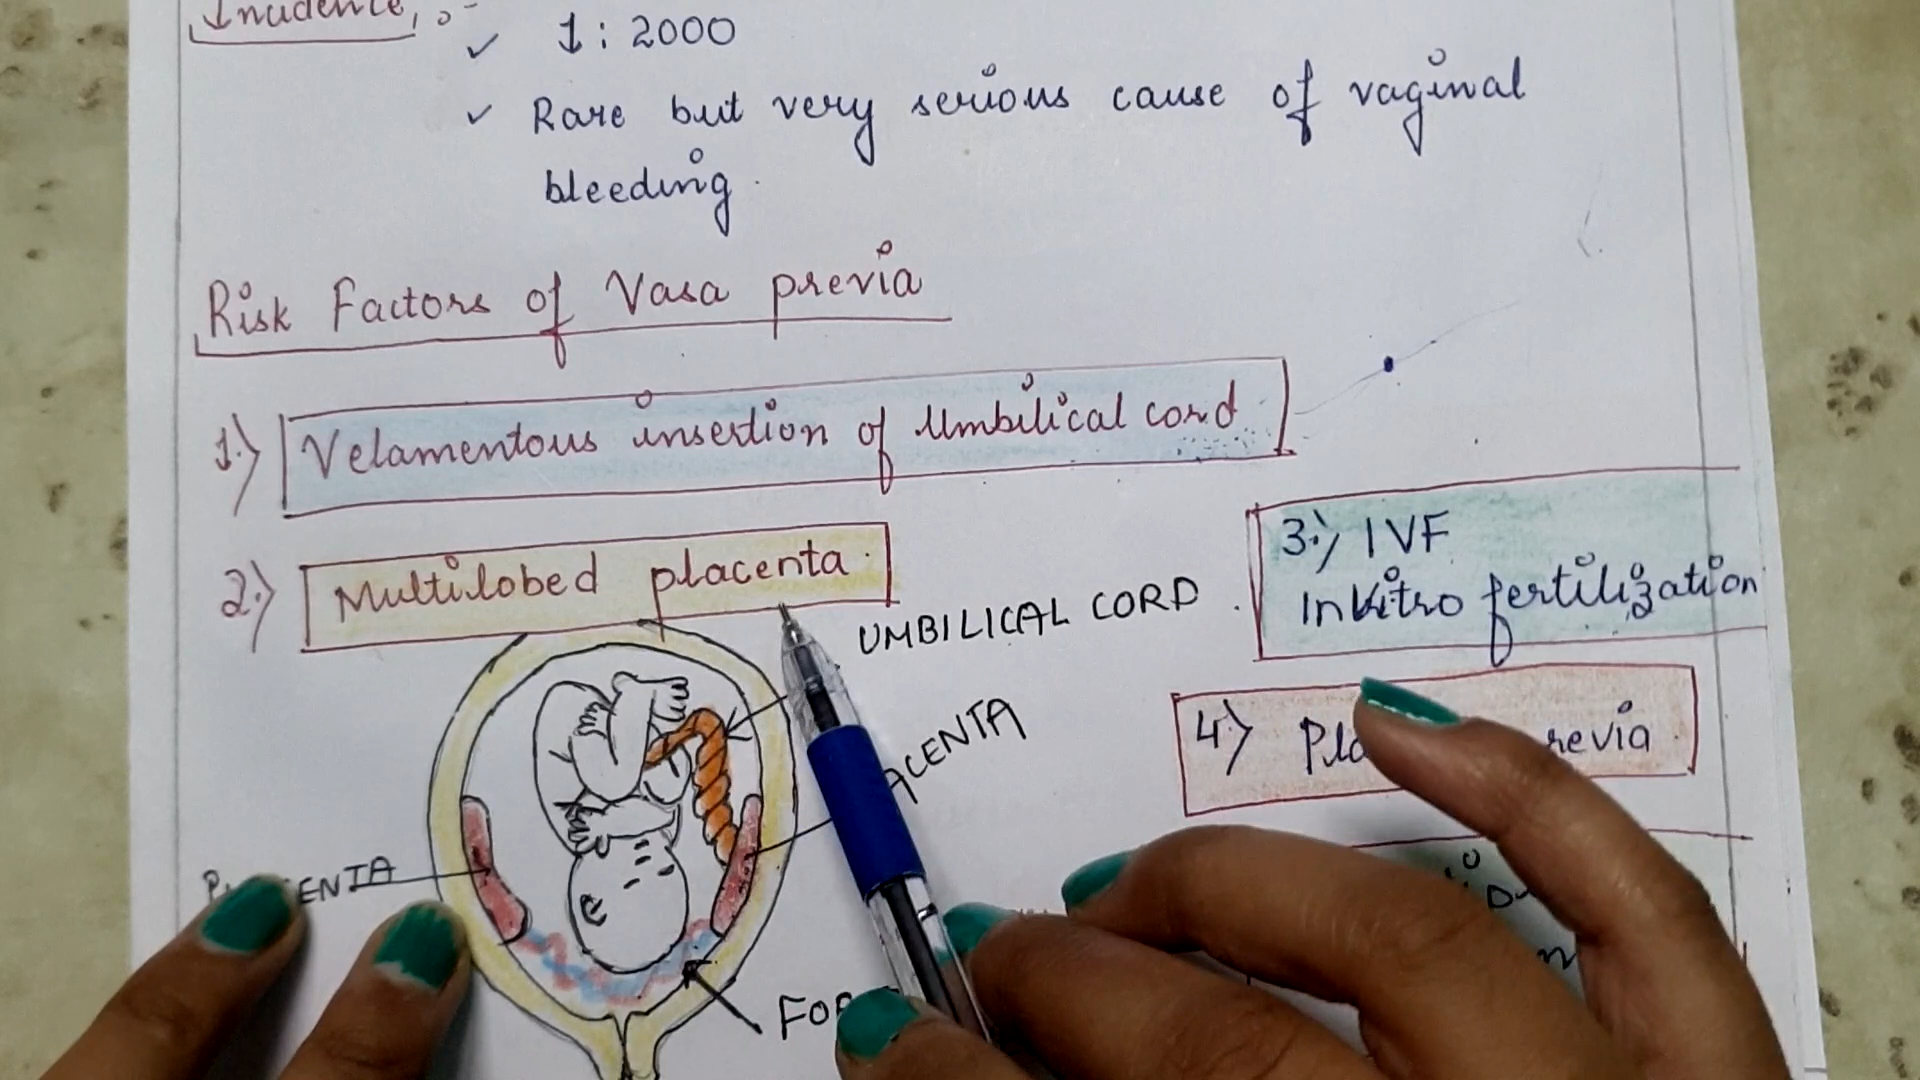 Incidence :-
✓ 1 : 2000
✓ Rare but very serious cause of vaginal
bleeding.
Risk Factors of Vasa previa
1.) Velamentous insertion of Umbilical cord
2.) Multilobed placenta.
UMBILICAL CORD
3.) IVF
InVitro fertilization
4.)